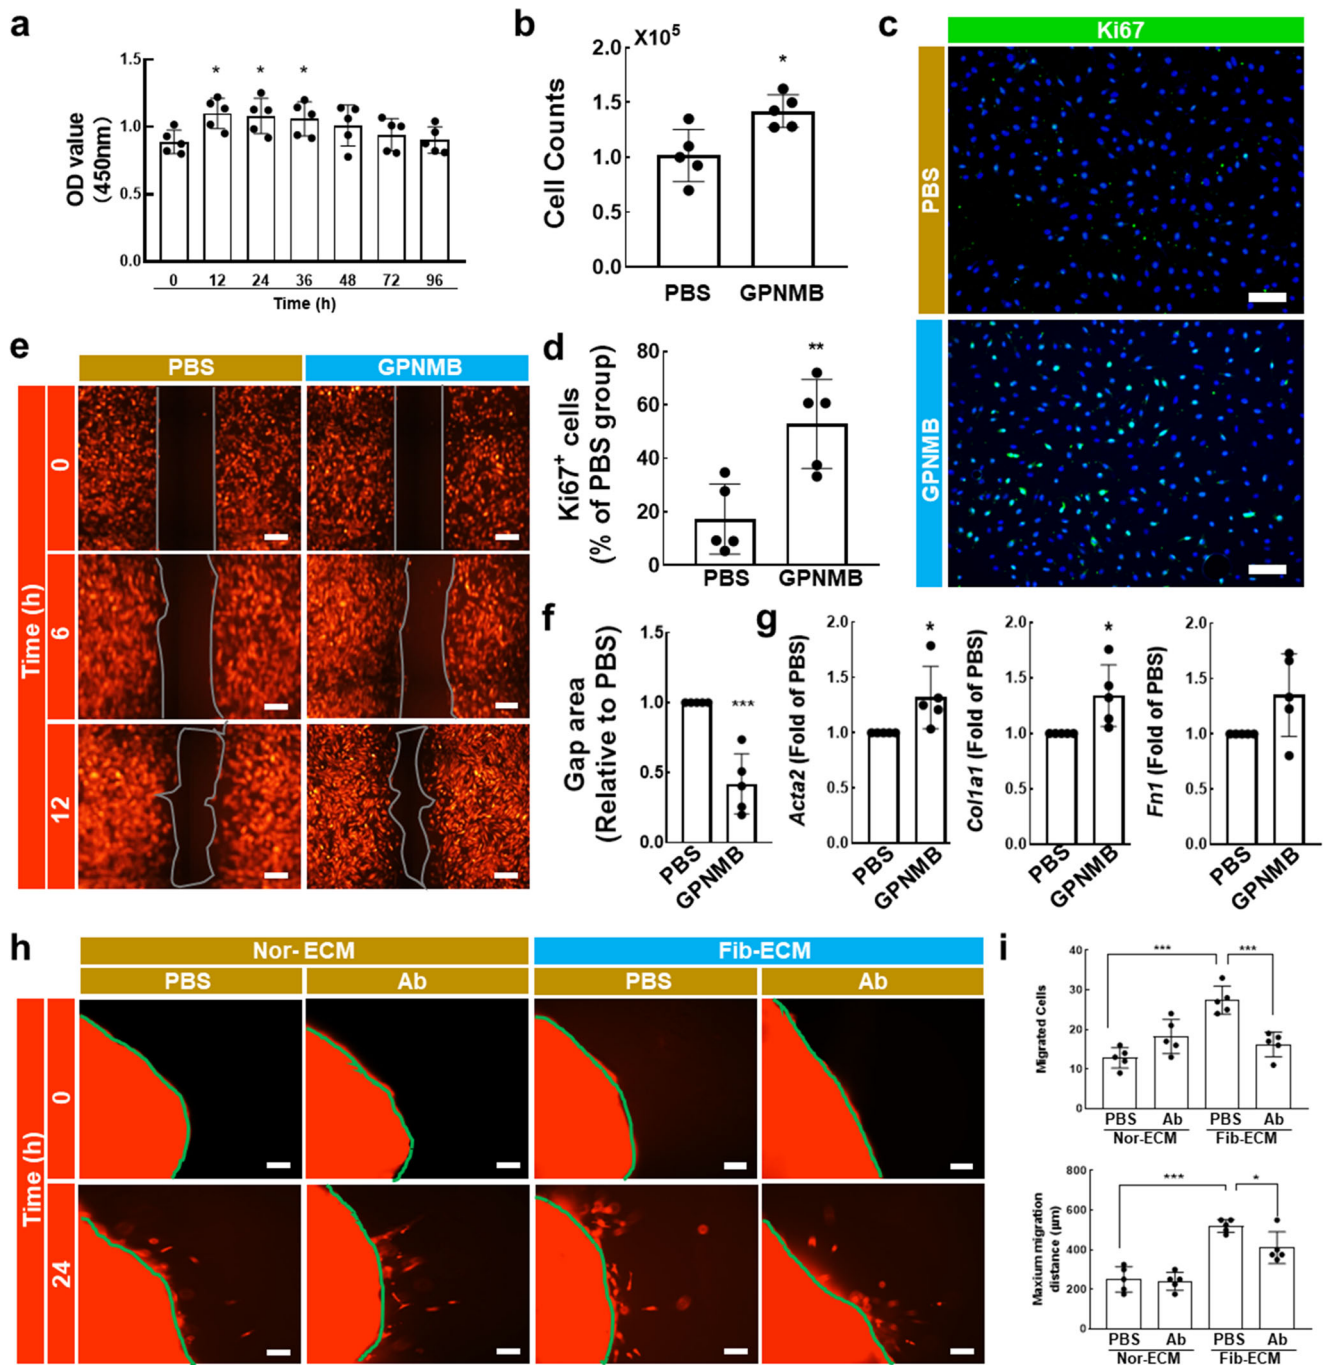 a
1.5
1.0
0.5
0.0
OD value
(450nm)
* * *
0 12 24 36 48 72 96
Time (h)
b
X10⁵
2.0
1.5
1.0
0.5
0.0
Cell Counts
*
PBS GPNMB
c
Ki67
PBS
GPNMB
e
PBS GPNMB
Time (h)
0
6
12
d
80
60
40
20
0
Ki67⁺ cells
(% of PBS group)
**
PBS GPNMB
f
1.5
1.0
0.5
0.0
Gap area
(Relative to PBS)
***
PBS
GPNMB
g
2.0
1.5
1.0
0.5
0
Acta2 (Fold of PBS)
*
PBS
GPNMB
2.0
1.5
1.0
0.5
0.0
Col1a1 (Fold of PBS)
*
PBS
GPNMB
2.0
1.5
1.0
0.5
0.0
Fn1 (Fold of PBS)
PBS
GPNMB
h
Nor-ECM Fib-ECM
PBS Ab PBS Ab
Time (h)
0
24
i
40
30
20
10
0
Migrated Cells
*** ***
PBS Ab PBS Ab
Nor-ECM Fib-ECM
800
600
400
200
0
Maxium migration
distance (μm)
*** *
PBS Ab PBS Ab
Nor-ECM Fib-ECM